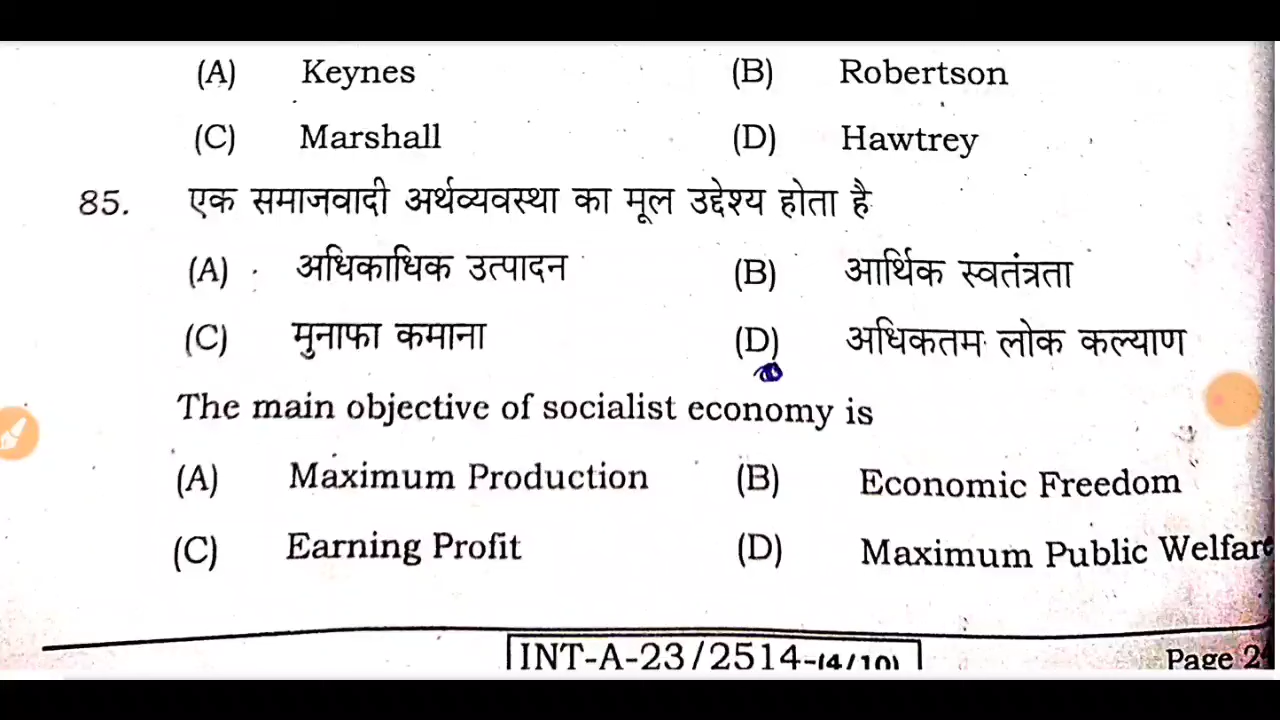 (A) Keynes (B) Robertson
(C) Marshall (D) Hawtrey
85. एक समाजवादी अर्थव्यवस्था का मूल उद्देश्य होता है
(A) अधिकाधिक उत्पादन (B) आर्थिक स्वतंत्रता
(C) मुनाफा कमाना (D) अधिकतम लोक कल्याण
The main objective of socialist economy is
(A) Maximum Production (B) Economic Freedom
(C) Earning Profit (D) Maximum Public Welfare
INT-A-23/2514-(4/10) Page 2